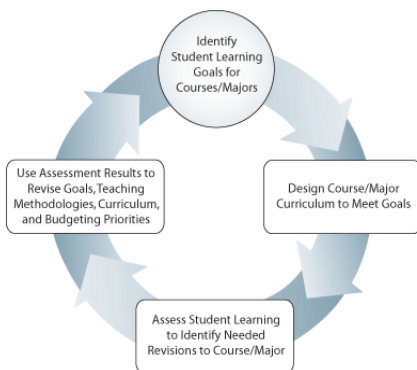 Identify
Student Learning
Goals for
Courses/Majors
Design Course/Major
Curriculum to Meet Goals
Assess Student Learning
to Identify Needed
Revisions to Course/Major
Use Assessment Results to
Revise Goals, Teaching
Methodologies, Curriculum,
and Budgeting Priorities